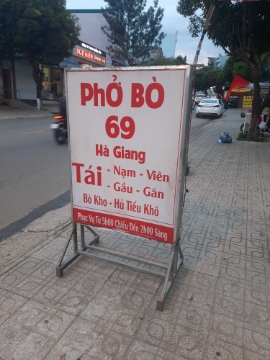 PhỞ BÒ
69
Hà Giang
Tái - Nạm - Viên
- Gầu - Gân
Bò Kho - Hủ Tiếu Khô
Phục Vụ Từ 5h00 Chiều Đến 2h00 Sáng